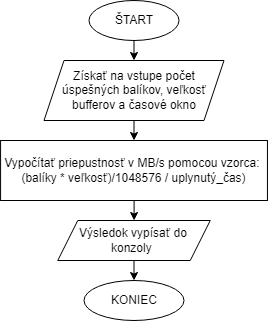 ŠTART
Získať na vstupe počet
úspešných balíkov, veľkosť
bufferov a časové okno
Vypočítať priepustnosť v MB/s pomocou vzorca:
(balíky * veľkosť)/1048576 / uplynutý_čas)
Výsledok vypísať do
konzoly
KONIEC